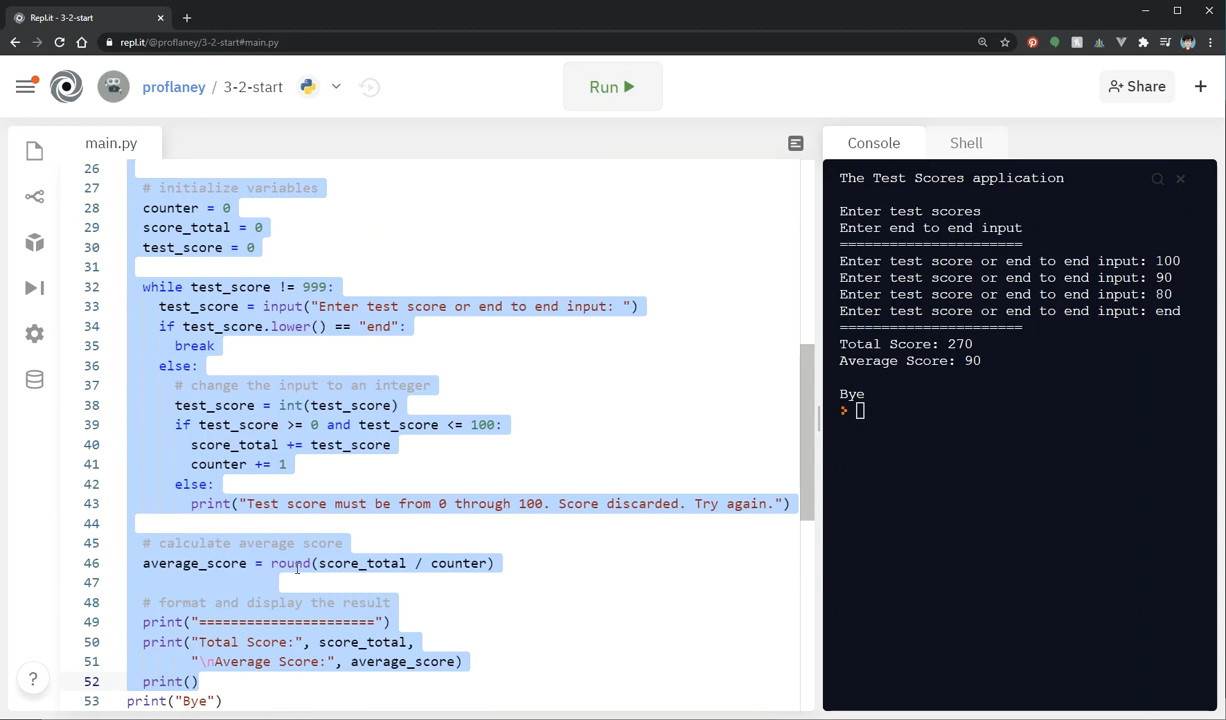 Repl.it - 3-2-start
repl.it/@proflaney/3-2-start#main.py
proflaney / 3-2-start
Run
Share
main.py
26
27 # initialize variables
28 counter = 0
29 score_total = 0
30 test_score = 0
31
32 while test_score != 999:
33 test_score = input("Enter test score or end to end input: ")
34 if test_score.lower() == "end":
35 break
36 else:
37 # change the input to an integer
38 test_score = int(test_score)
39 if test_score >= 0 and test_score <= 100:
40 score_total += test_score
41 counter += 1
42 else:
43 print("Test score must be from 0 through 100. Score discarded. Try again.")
44
45 # calculate average score
46 average_score = round(score_total / counter)
47
48 # format and display the result
49 print("======================")
50 print("Total Score:", score_total,
51 "\nAverage Score:", average_score)
52 print()
53 print("Bye")
?
Console Shell
The Test Scores application
Enter test scores
Enter end to end input
======================
Enter test score or end to end input: 100
Enter test score or end to end input: 90
Enter test score or end to end input: 80
Enter test score or end to end input: end
======================
Total Score: 270
Average Score: 90
Bye